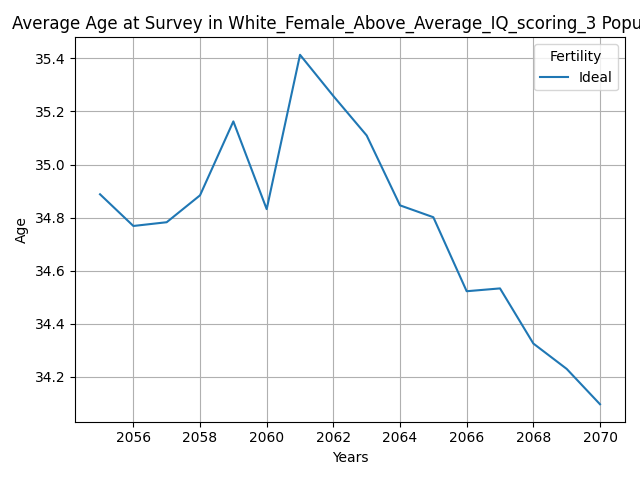 Average Age at Survey in White_Female_Above_Average_IQ_scoring_3 Popu
Fertility
Ideal
35.4
35.2
35.0
34.8
34.6
34.4
34.2
Age
2056 2058 2060 2062 2064 2066 2068 2070
Years